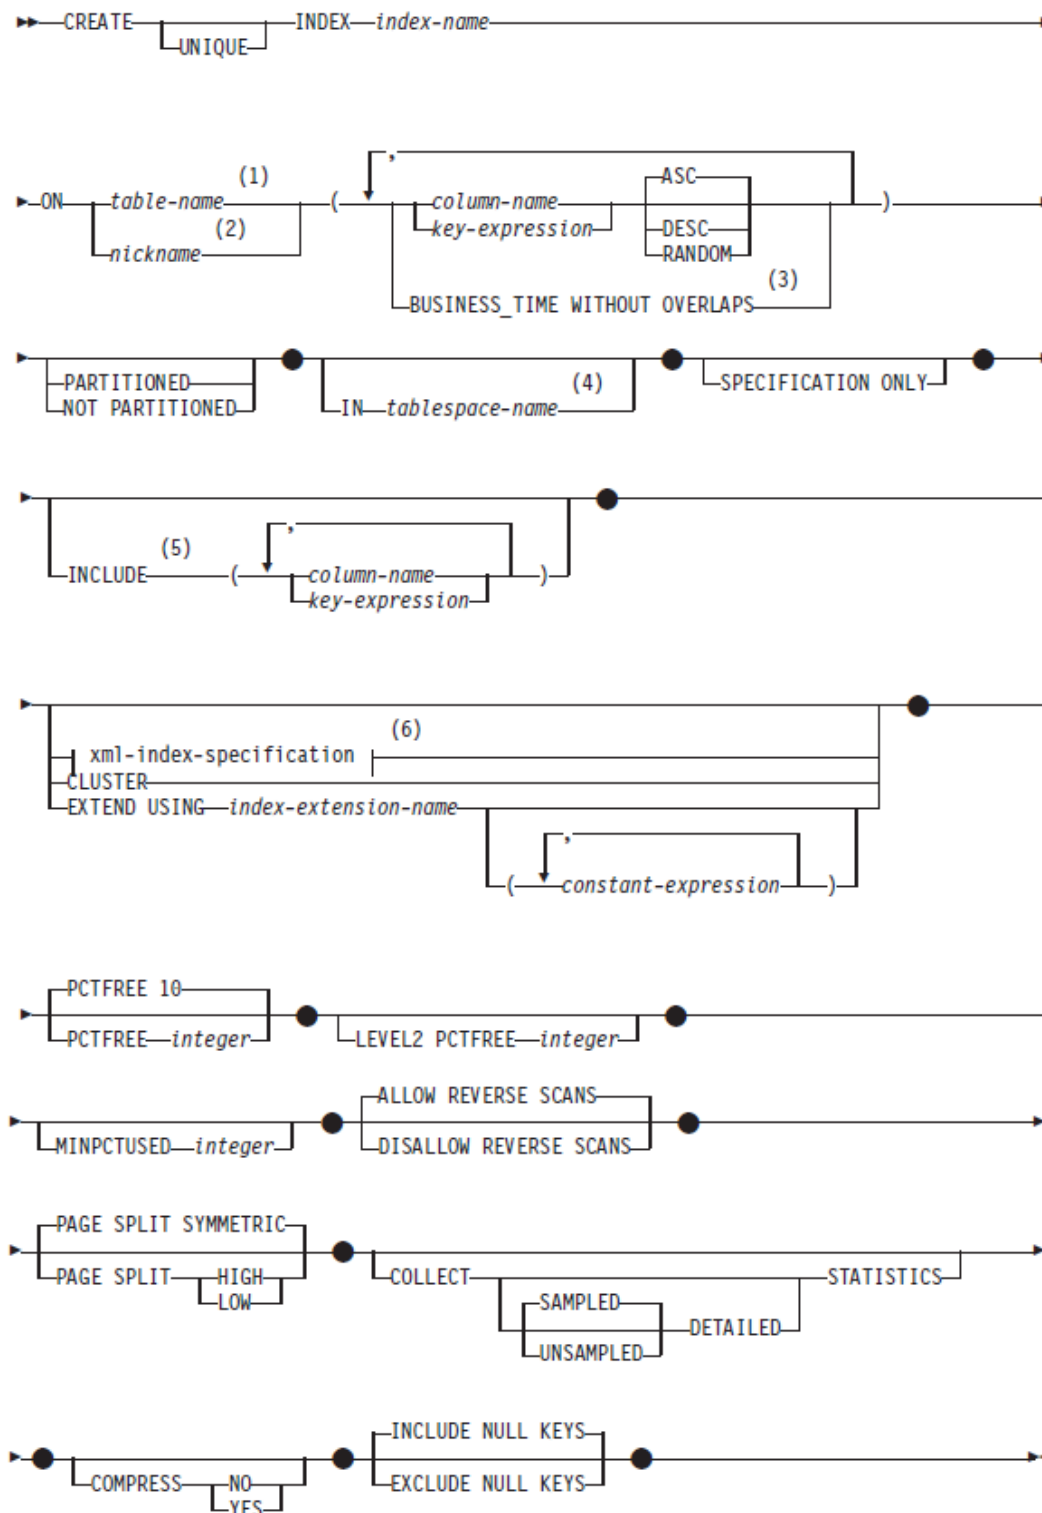 CREATE INDEX index-name
UNIQUE
,
(1) ASC
ON table-name ( column-name )
(2) key-expression DESC
nickname RANDOM
(3)
BUSINESS_TIME WITHOUT OVERLAPS
PARTITIONED (4) SPECIFICATION ONLY
NOT PARTITIONED IN tablespace-name
,
(5)
INCLUDE ( column-name )
key-expression
(6)
xml-index-specification
CLUSTER
EXTEND USING index-extension-name
,
( constant-expression )
PCTFREE 10
PCTFREE integer LEVEL2 PCTFREE integer
ALLOW REVERSE SCANS
MINPCTUSED integer DISALLOW REVERSE SCANS
PAGE SPLIT SYMMETRIC
PAGE SPLIT HIGH COLLECT STATISTICS
LOW SAMPLED
DETAILED
UNSAMPLED
INCLUDE NULL KEYS
COMPRESS NO EXCLUDE NULL KEYS
YES